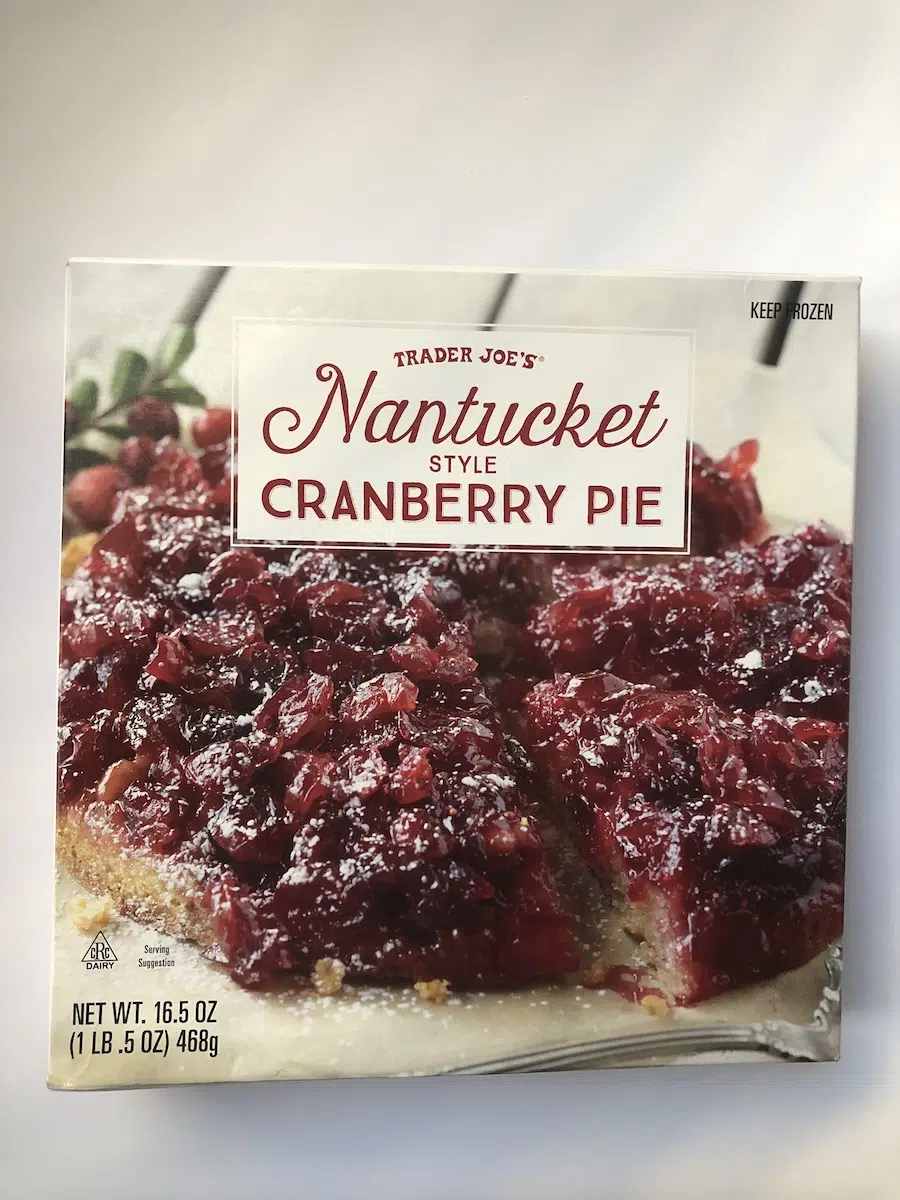 KEEP FROZEN
TRADER JOE'S®
Nantucket
STYLE
CRANBERRY PIE
cRc
DAIRY
Serving
Suggestion
NET WT. 16.5 OZ
(1 LB .5 OZ) 468g